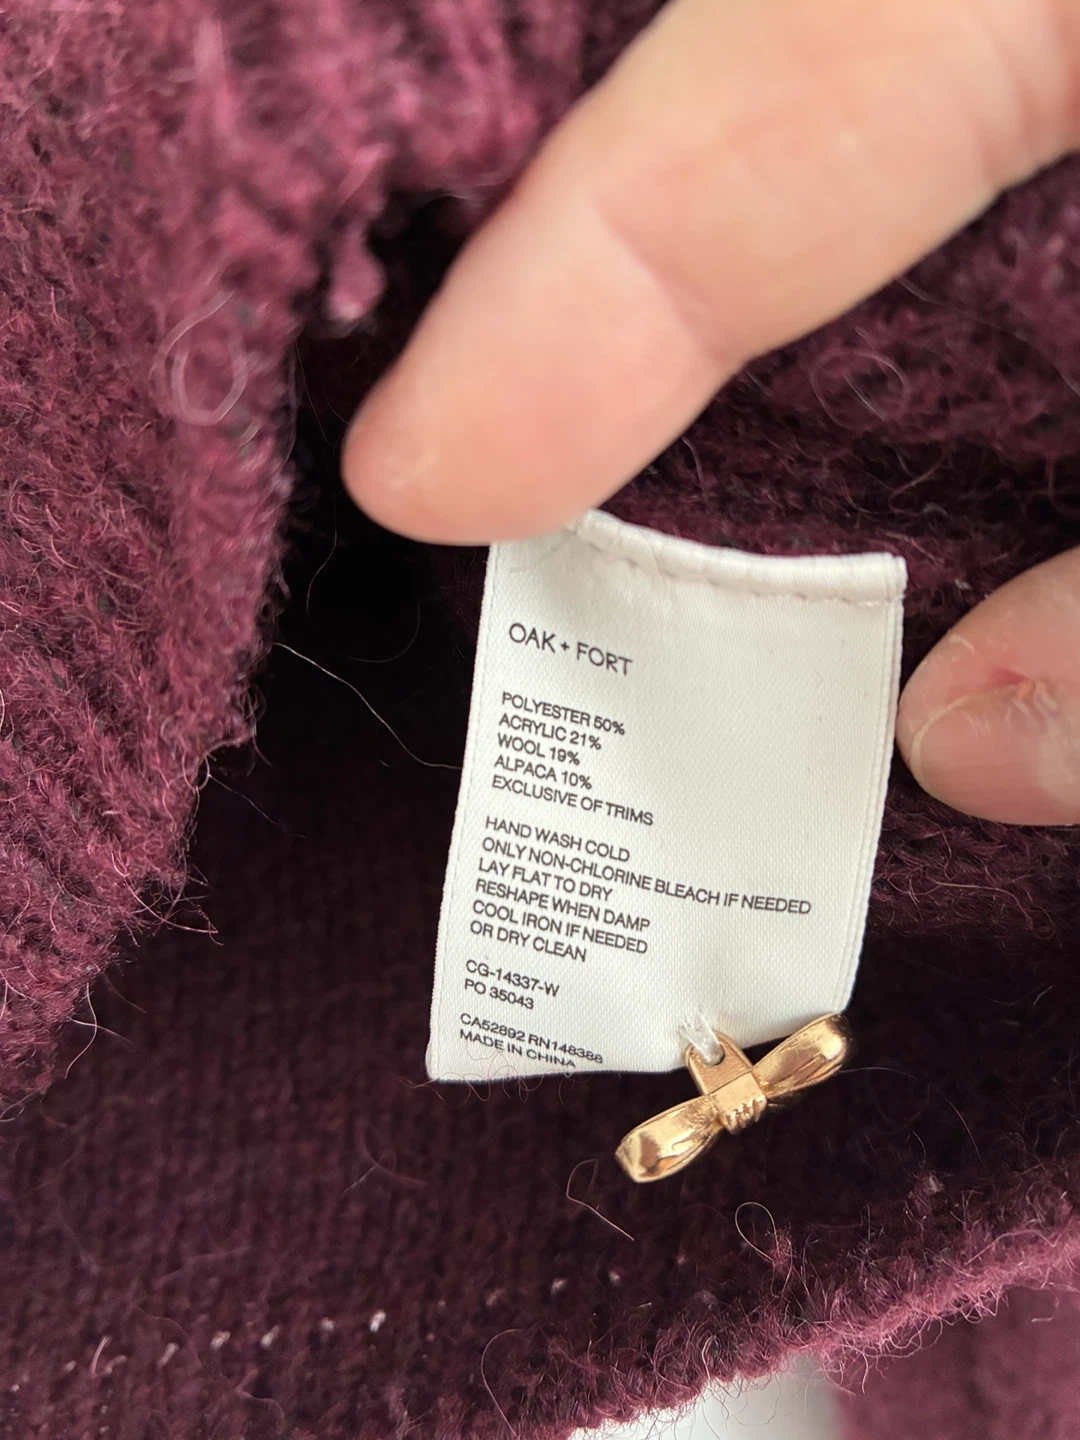 OAK + FORT
POLYESTER 50%
ACRYLIC 21%
WOOL 19%
ALPACA 10%
EXCLUSIVE OF TRIMS
HAND WASH COLD
ONLY NON-CHLORINE BLEACH IF NEEDED
LAY FLAT TO DRY
RESHAPE WHEN DAMP
COOL IRON IF NEEDED
OR DRY CLEAN
CG-14337-W
PO 35043
CA52892 RN148388
MADE IN CHINA